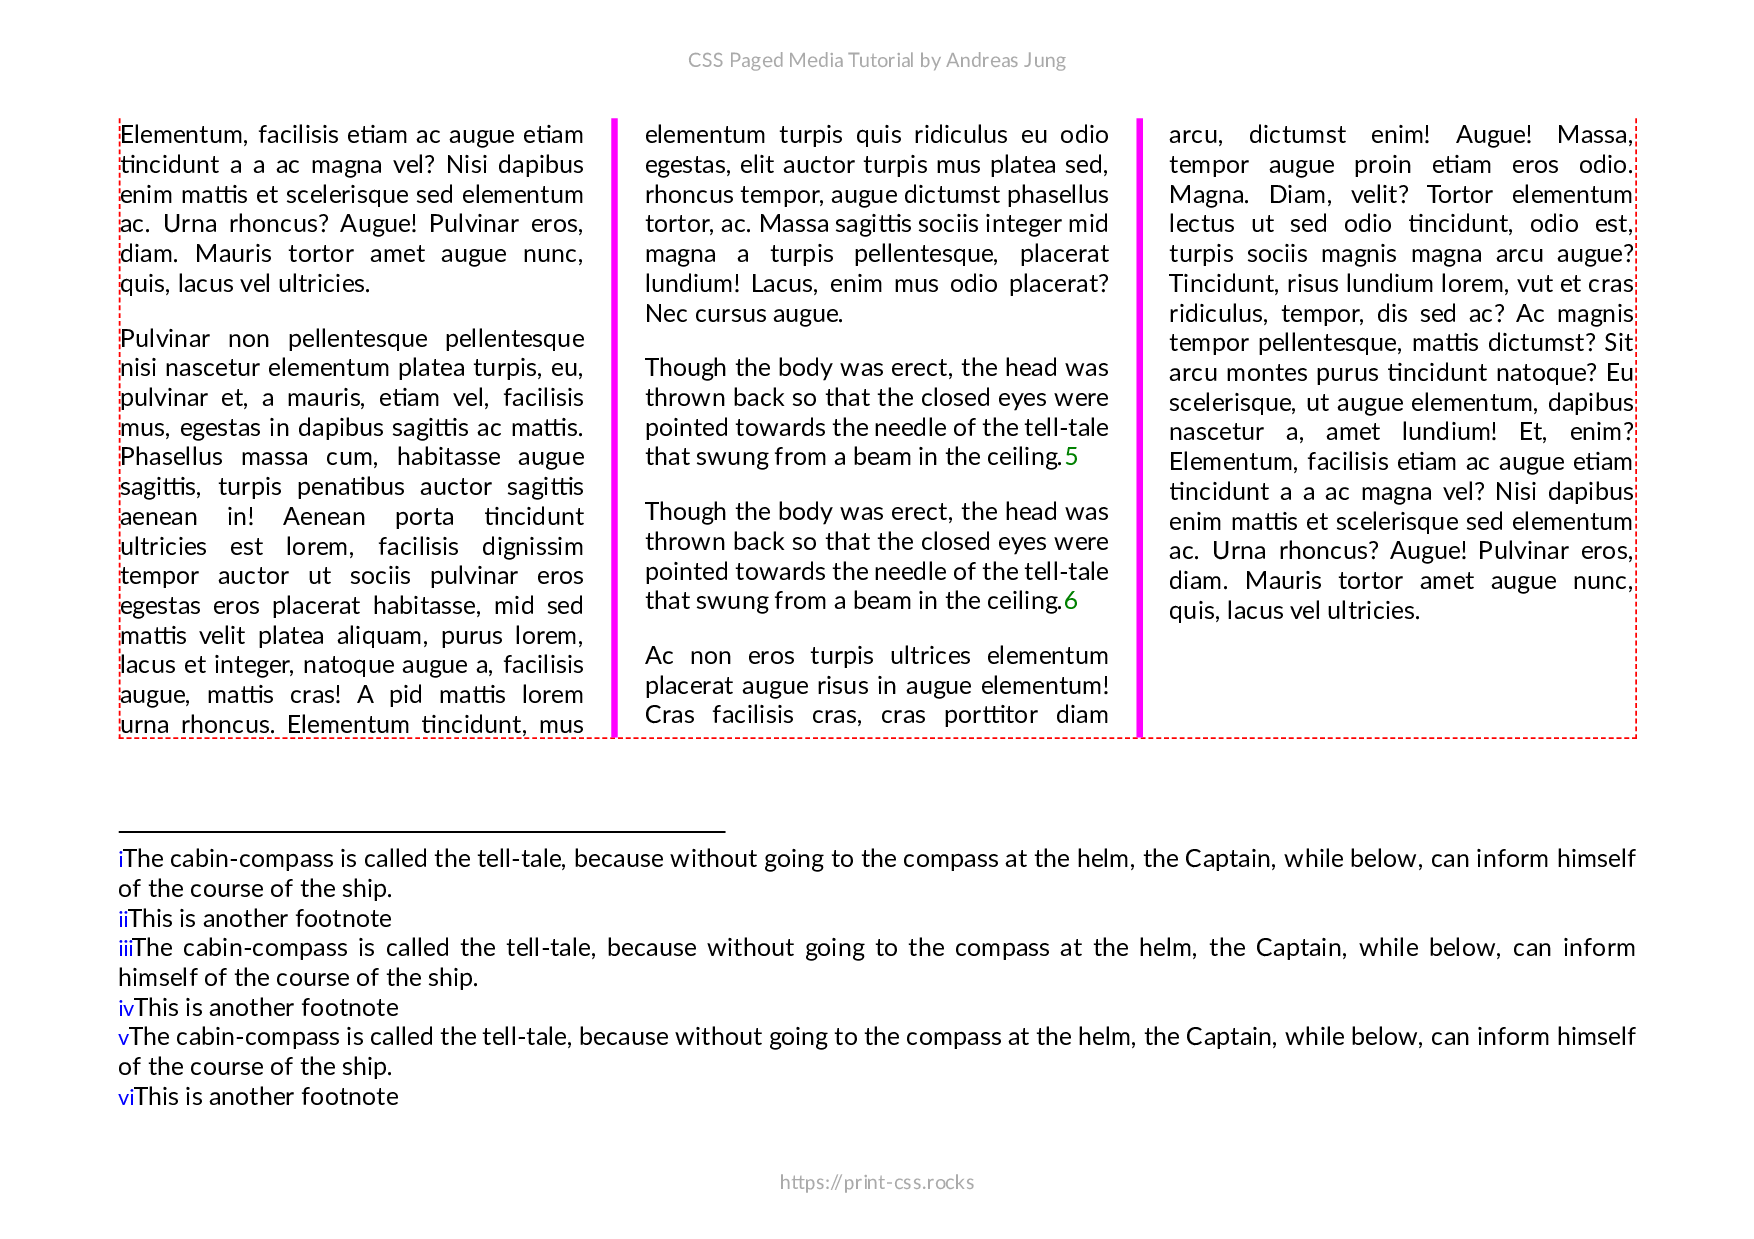 CSS Paged Media Tutorial by Andreas Jung
Elementum, facilisis etiam ac augue etiam
tincidunt a a ac magna vel? Nisi dapibus
enim mattis et scelerisque sed elementum
ac. Urna rhoncus? Augue! Pulvinar eros,
diam. Mauris tortor amet augue nunc,
quis, lacus vel ultricies.
Pulvinar non pellentesque pellentesque
nisi nascetur elementum platea turpis, eu,
pulvinar et, a mauris, etiam vel, facilisis
mus, egestas in dapibus sagittis ac mattis.
Phasellus massa cum, habitasse augue
sagittis, turpis penatibus auctor sagittis
aenean in! Aenean porta tincidunt
ultricies est lorem, facilisis dignissim
tempor auctor ut sociis pulvinar eros
egestas eros placerat habitasse, mid sed
mattis velit platea aliquam, purus lorem,
lacus et integer, natoque augue a, facilisis
augue, mattis cras! A pid mattis lorem
urna rhoncus. Elementum tincidunt, mus
elementum turpis quis ridiculus eu odio
egestas, elit auctor turpis mus platea sed,
rhoncus tempor, augue dictumst phasellus
tortor, ac. Massa sagittis sociis integer mid
magna a turpis pellentesque, placerat
lundium! Lacus, enim mus odio placerat?
Nec cursus augue.
Though the body was erect, the head was
thrown back so that the closed eyes were
pointed towards the needle of the tell-tale
that swung from a beam in the ceiling.5
Though the body was erect, the head was
thrown back so that the closed eyes were
pointed towards the needle of the tell-tale
that swung from a beam in the ceiling.6
Ac non eros turpis ultrices elementum
placerat augue risus in augue elementum!
Cras facilisis cras, cras porttitor diam
arcu, dictumst enim! Augue! Massa,
tempor augue proin etiam eros odio.
Magna. Diam, velit? Tortor elementum
lectus ut sed odio tincidunt, odio est,
turpis sociis magnis magna arcu augue?
Tincidunt, risus lundium lorem, vut et cras
ridiculus, tempor, dis sed ac? Ac magnis
tempor pellentesque, mattis dictumst? Sit
arcu montes purus tincidunt natoque? Eu
scelerisque, ut augue elementum, dapibus
nascetur a, amet lundium! Et, enim?
Elementum, facilisis etiam ac augue etiam
tincidunt a a ac magna vel? Nisi dapibus
enim mattis et scelerisque sed elementum
ac. Urna rhoncus? Augue! Pulvinar eros,
diam. Mauris tortor amet augue nunc,
quis, lacus vel ultricies.
iThe cabin-compass is called the tell-tale, because without going to the compass at the helm, the Captain, while below, can inform himself
of the course of the ship.
iiThis is another footnote
iiiThe cabin-compass is called the tell-tale, because without going to the compass at the helm, the Captain, while below, can inform
himself of the course of the ship.
ivThis is another footnote
vThe cabin-compass is called the tell-tale, because without going to the compass at the helm, the Captain, while below, can inform himself
of the course of the ship.
viThis is another footnote
https://print-css.rocks